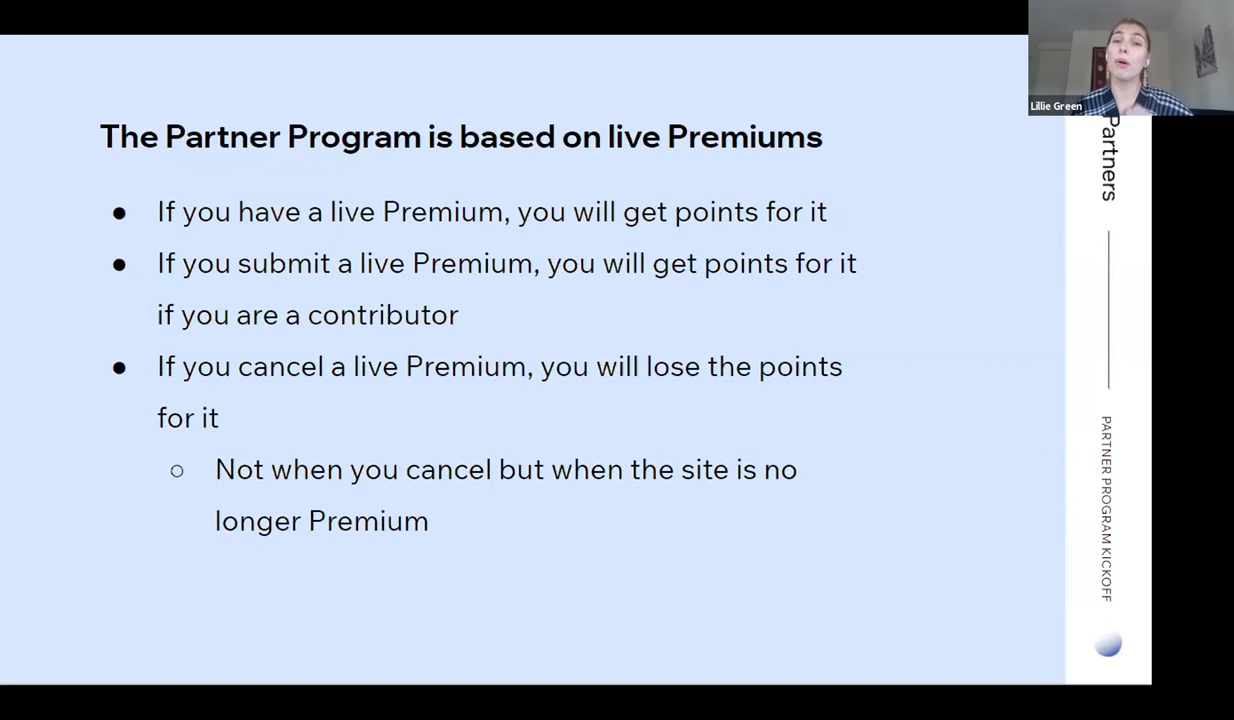 The Partner Program is based on live Premiums
● If you have a live Premium, you will get points for it
● If you submit a live Premium, you will get points for it
if you are a contributor
● If you cancel a live Premium, you will lose the points
for it
○ Not when you cancel but when the site is no
longer Premium
Lillie Green
Partners
PARTNER PROGRAM KICKOFF